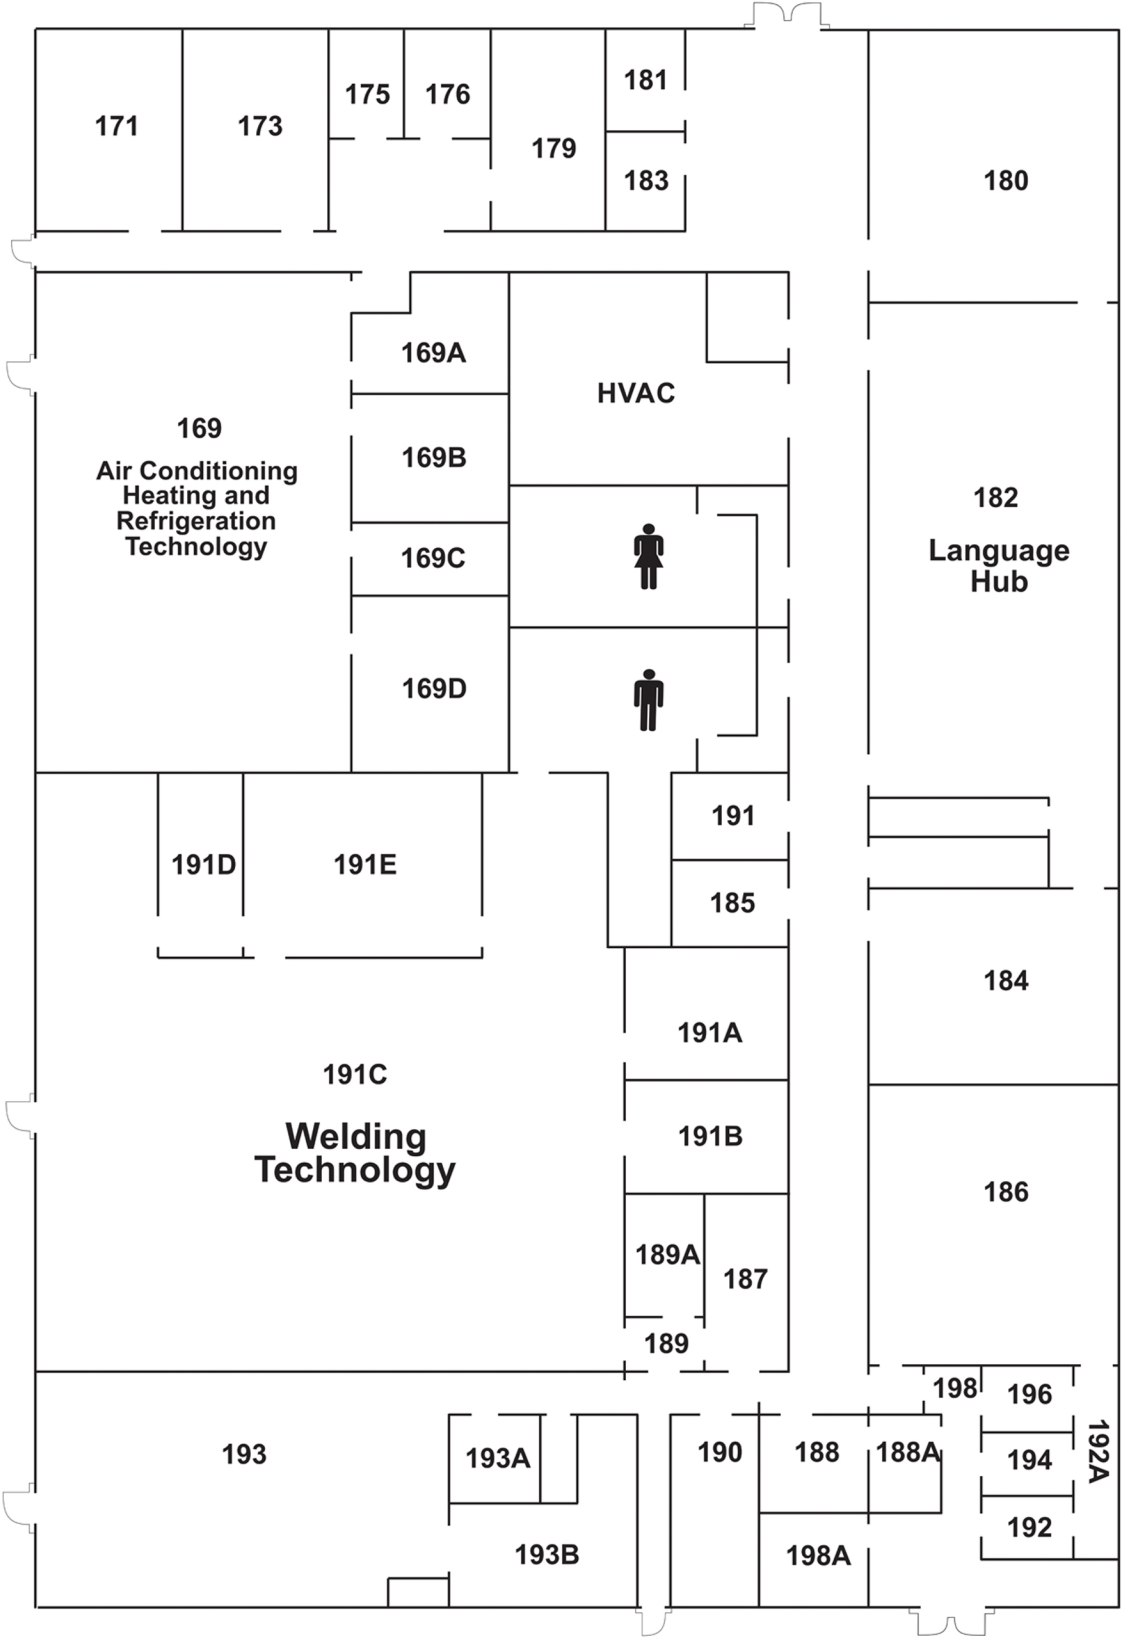 171
173
175
176
179
181
183
180
169A
169
Air Conditioning
Heating and
Refrigeration
Technology
169B
169C
169D
HVAC
182
Language
Hub
191D
191E
191
185
184
191C
Welding
Technology
191A
191B
186
189A
187
189
193
193A
193B
190
188
188A
198
196
194
192
192A
198A